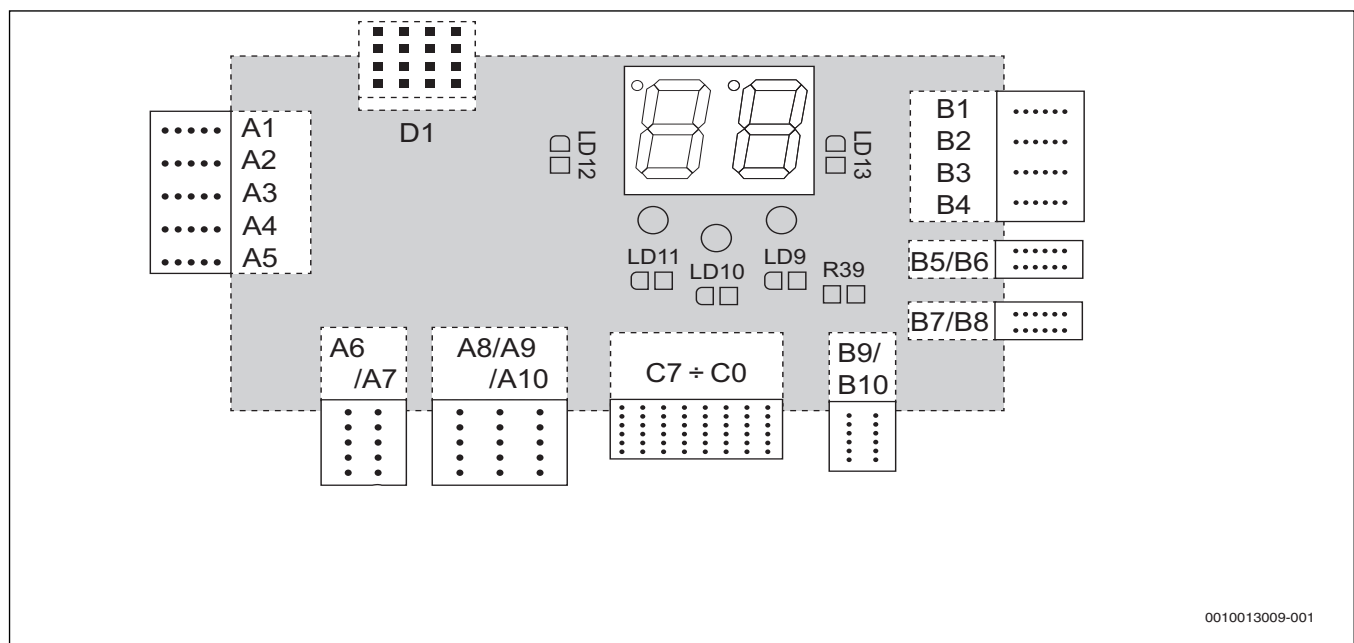 D1
A1
A2
A3
A4
A5
LD12
LD13
B1
B2
B3
B4
B5/B6
B7/B8
LD11
LD10
LD9
R39
A6
/A7
A8/A9
/A10
C7 ÷ C0
B9/
B10
0010013009-001